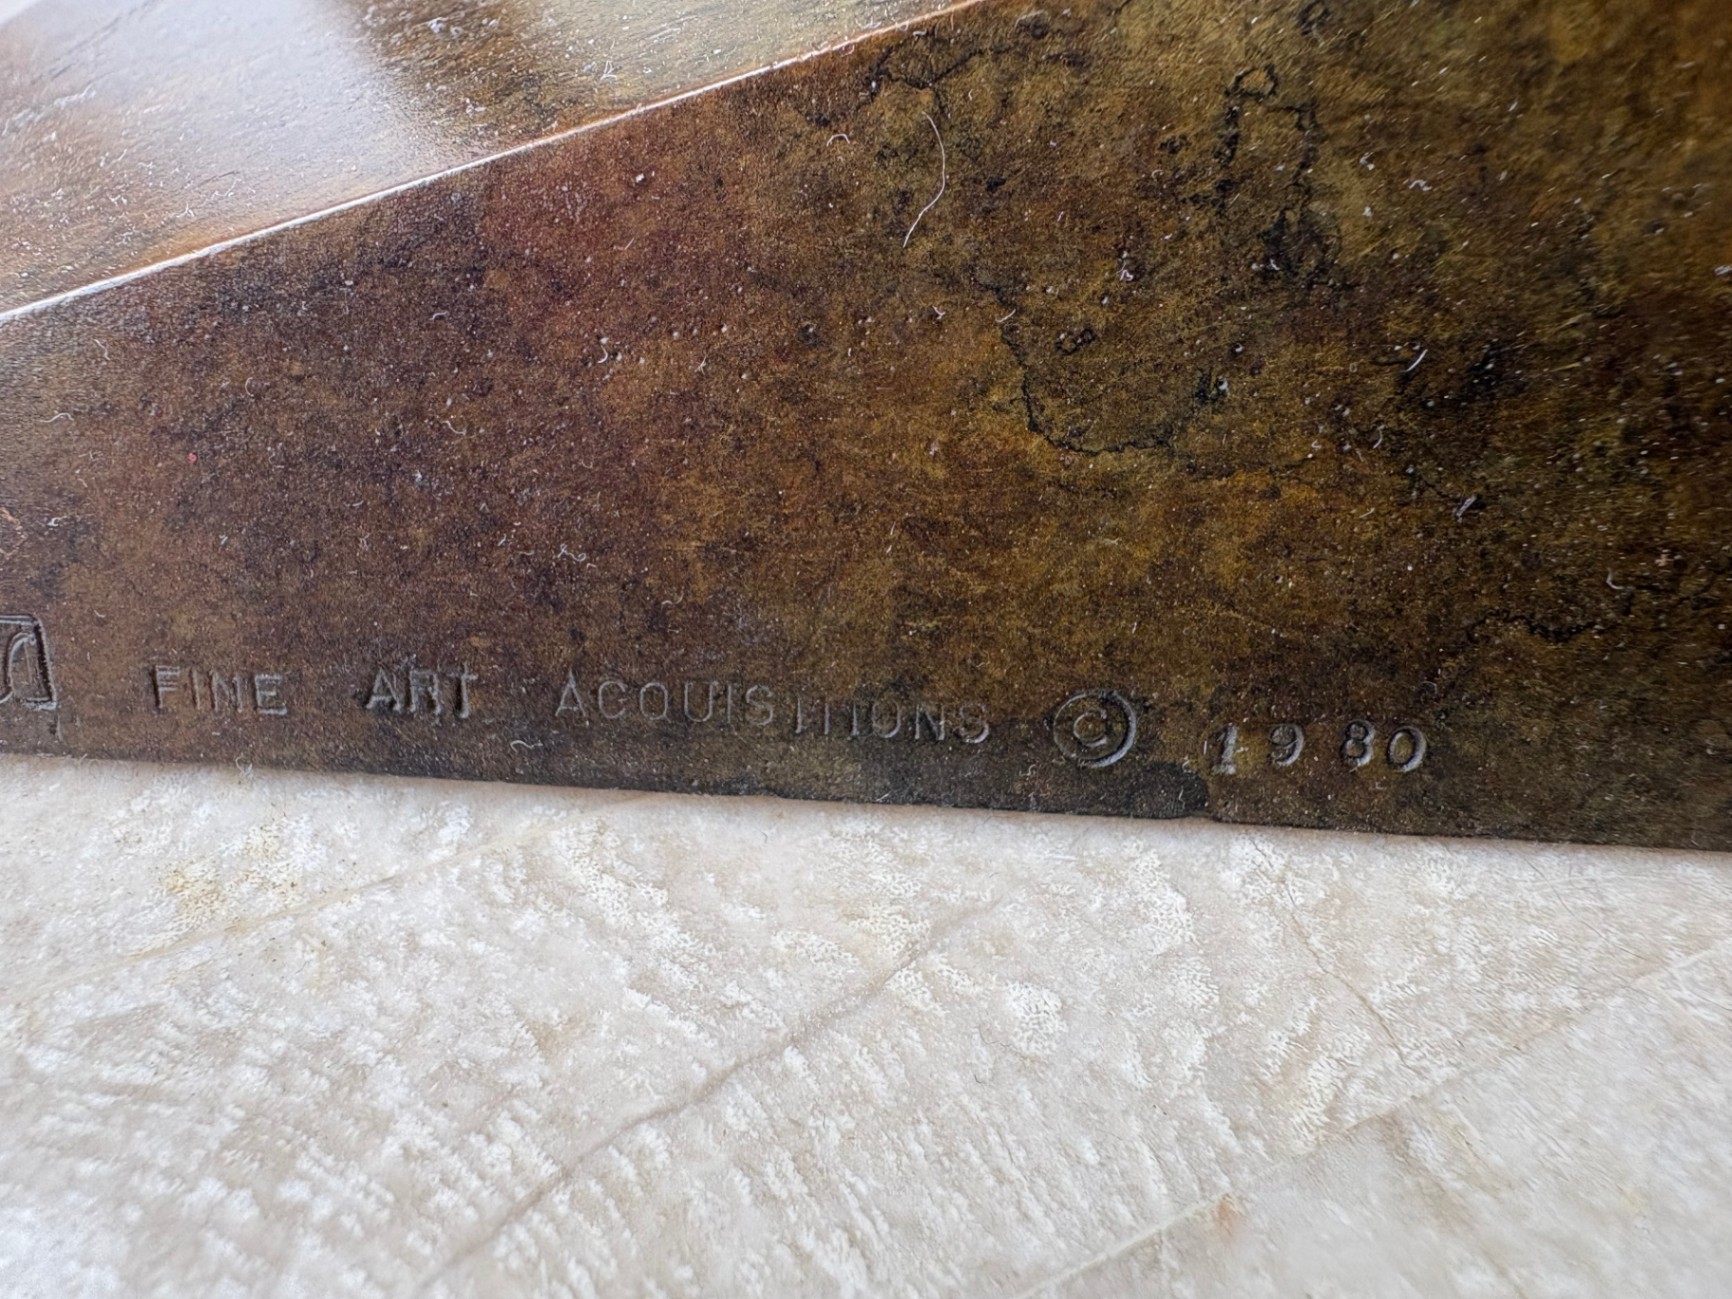 FINE ART ACQUISITIONS © 1980